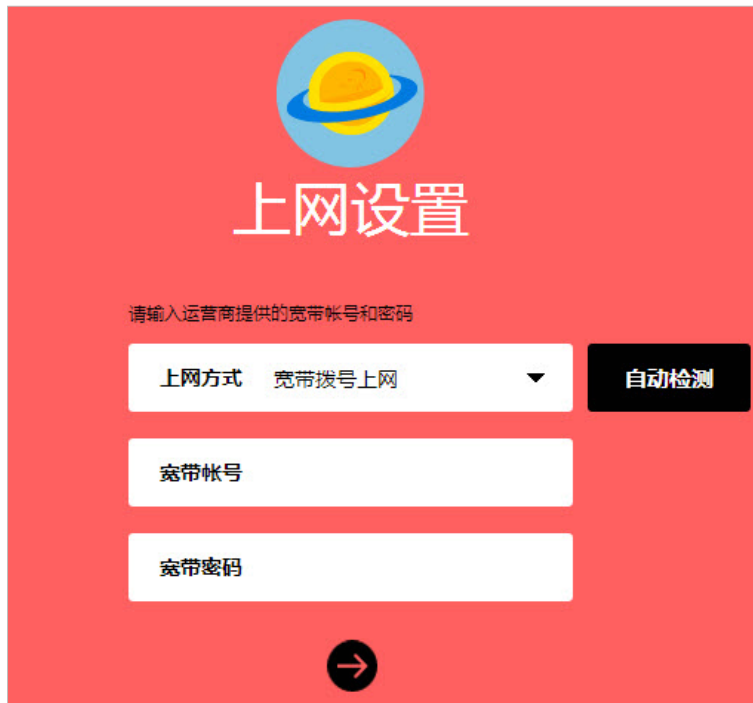 上网设置
请输入运营商提供的宽带帐号和密码
上网方式 宽带拨号上网 自动检测
宽带帐号
宽带密码